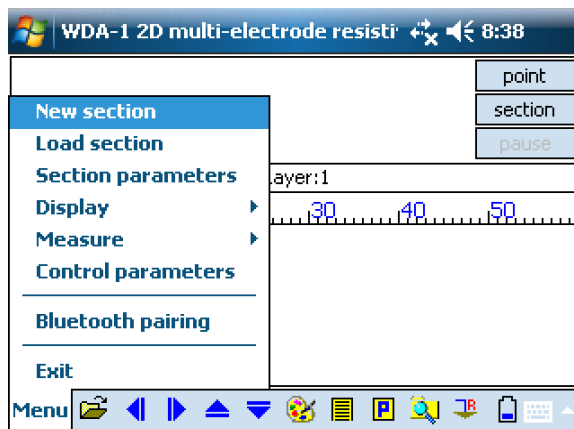 WDA-1 2D multi-electrode resisti 8:38
point
New section
section
Load section
pause
Section parameters
ayer:1
Display
30 40 50
Measure
Control parameters
Bluetooth pairing
Exit
Menu
P
R